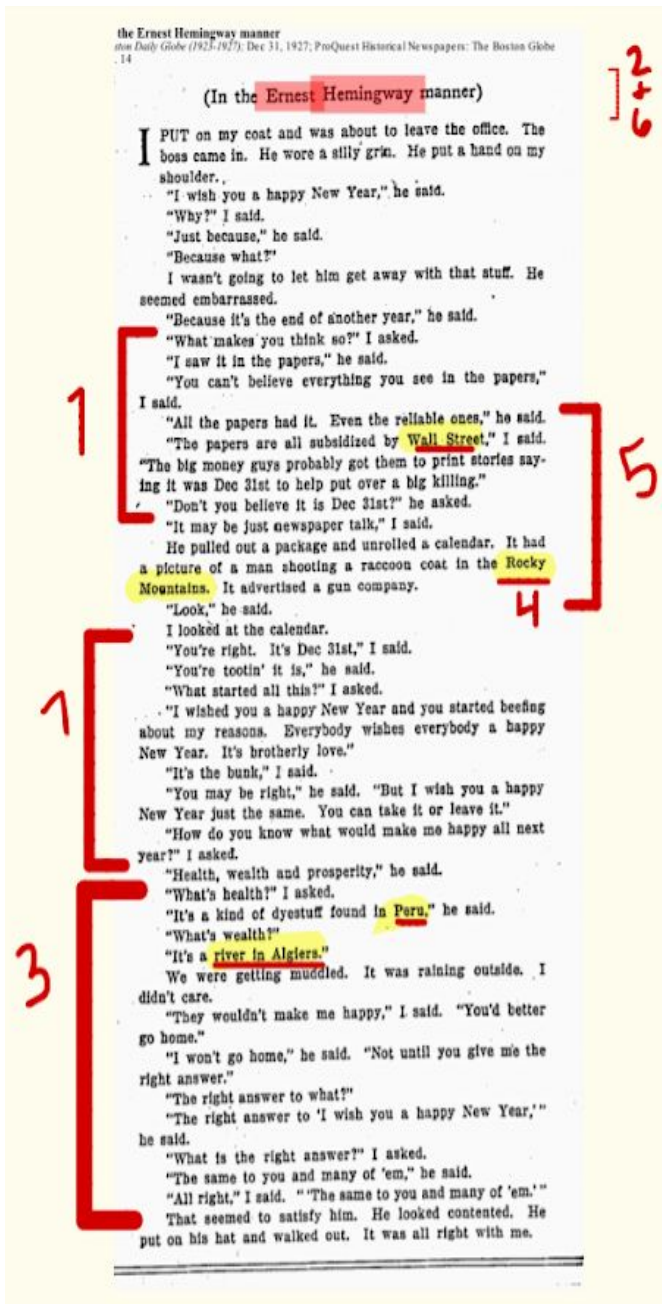 the Ernest Hemingway manner
ston Daily Globe (1923-1927); Dec 31, 1927; ProQuest Historical Newspapers: The Boston Globe
. 14
(In the Ernest Hemingway manner)
2
+
6
I PUT on my coat and was about to leave the office. The
boss came in. He wore a silly grin. He put a hand on my
shoulder.
"I wish you a happy New Year," he said.
"Why?" I said.
"Just because," he said.
"Because what?"
I wasn't going to let him get away with that stuff. He
seemed embarrassed.
"Because it's the end of another year," he said.
"What makes you think so?" I asked.
"I saw it in the papers," he said.
"You can't believe everything you see in the papers,"
I said.
1
"All the papers had it. Even the reliable ones," he said.
"The papers are all subsidized by Wall Street," I said.
"The big money guys probably got them to print stories say-
ing it was Dec 31st to help put over a big killing."
5
"Don't you believe it is Dec 31st?" he asked.
"It may be just newspaper talk," I said.
He pulled out a package and unrolled a calendar. It had
a picture of a man shooting a raccoon coat in the Rocky
Mountains. It advertised a gun company.
4
"Look," he said.
I looked at the calendar.
"You're right. It's Dec 31st," I said.
"You're tootin' it is," he said.
"What started all this?" I asked.
"I wished you a happy New Year and you started beefing
about my reasons. Everybody wishes everybody a happy
New Year. It's brotherly love."
1
"It's the bunk," I said.
"You may be right," he said. "But I wish you a happy
New Year just the same. You can take it or leave it."
"How do you know what would make me happy all next
year?" I asked.
"Health, wealth and prosperity," he said.
"What's health?" I asked.
"It's a kind of dyestuff found in Peru," he said.
"What's wealth?"
"It's a river in Algiers."
We were getting muddled. It was raining outside. I
didn't care.
3
"They wouldn't make me happy," I said. "You'd better
go home."
"I won't go home," he said. "Not until you give me the
right answer."
"The right answer to what?"
"The right answer to 'I wish you a happy New Year,'"
he said.
"What is the right answer?" I asked.
"The same to you and many of 'em," he said.
"All right," I said. "'The same to you and many of 'em.'"
That seemed to satisfy him. He looked contented. He
put on his hat and walked out. It was all right with me.